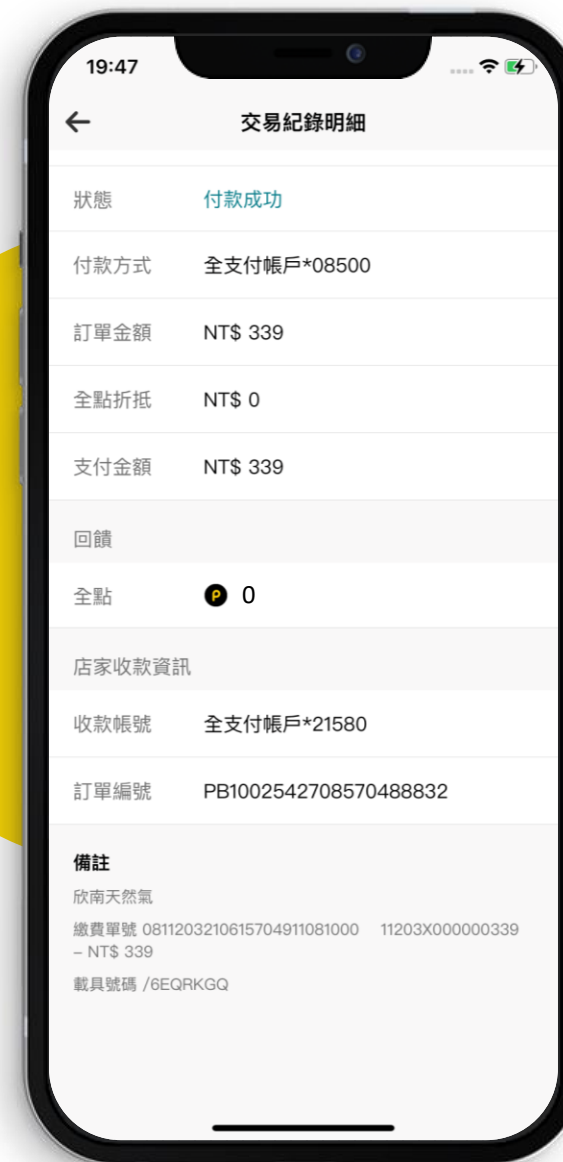 19:47
交易紀錄明細
狀態 付款成功
付款方式 全支付帳戶*08500
訂單金額 NT$ 339
全點折抵 NT$ 0
支付金額 NT$ 339
回饋
全點 P 0
店家收款資訊
收款帳號 全支付帳戶*21580
訂單編號 PB1002542708570488832
備註
欣南天然氣
繳費單號 0811203210615704911081000 11203X000000339
– NT$ 339
載具號碼 /6EQRKGQ